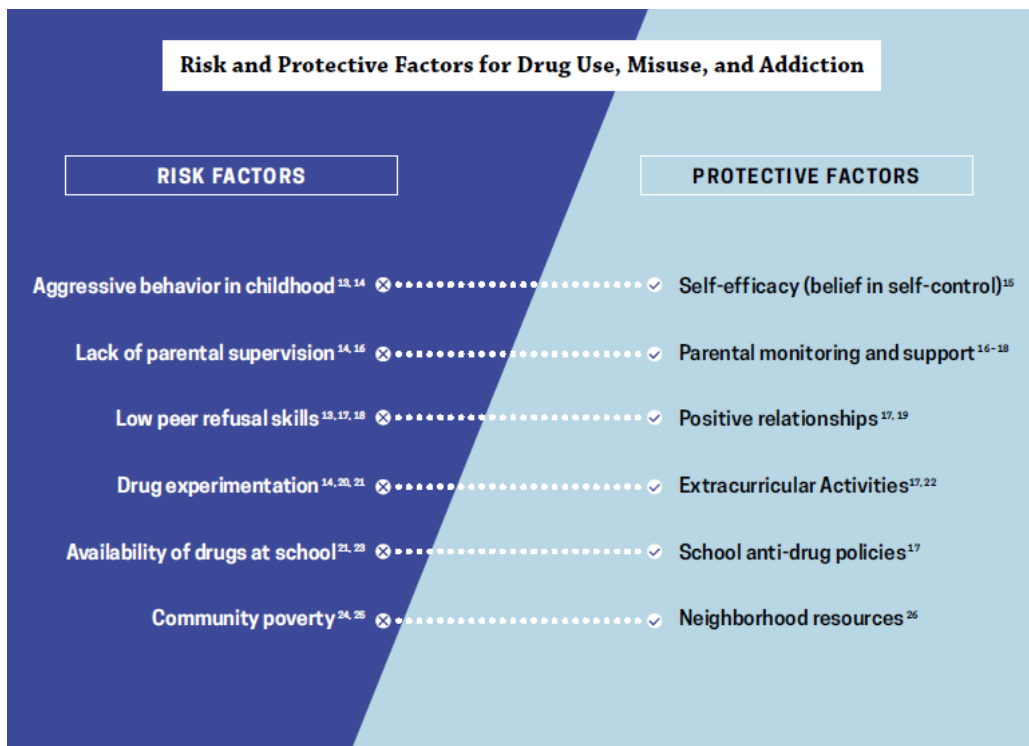 Risk and Protective Factors for Drug Use, Misuse, and Addiction
RISK FACTORS
PROTECTIVE FACTORS
Aggressive behavior in childhood 13, 14
Self-efficacy (belief in self-control)15
Lack of parental supervision 14, 16
Parental monitoring and support 16-18
Low peer refusal skills 13, 17, 18
Positive relationships 17, 19
Drug experimentation 14, 20, 21
Extracurricular Activities17, 22
Availability of drugs at school 21, 23
School anti-drug policies 17
Community poverty 24, 25
Neighborhood resources 26